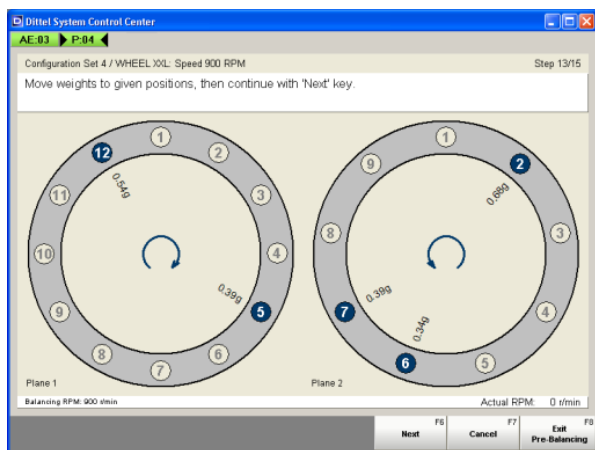 Dittel System Control Center
AE:03 P:04
Configuration Set 4 / WHEEL XXL: Speed 900 RPM Step 13/15
Move weights to given positions, then continue with 'Next' key.
1
2
3
4
5
6
7
8
9
10
11
12
0.54g
0.39g
Plane 1
1
2
3
4
5
6
7
8
9
0.68g
0.39g
0.34g
Plane 2
Balancing RPM: 900 r/min Actual RPM: 0 r/min
F6
Next
F7
Cancel
F8
Exit
Pre-Balancing